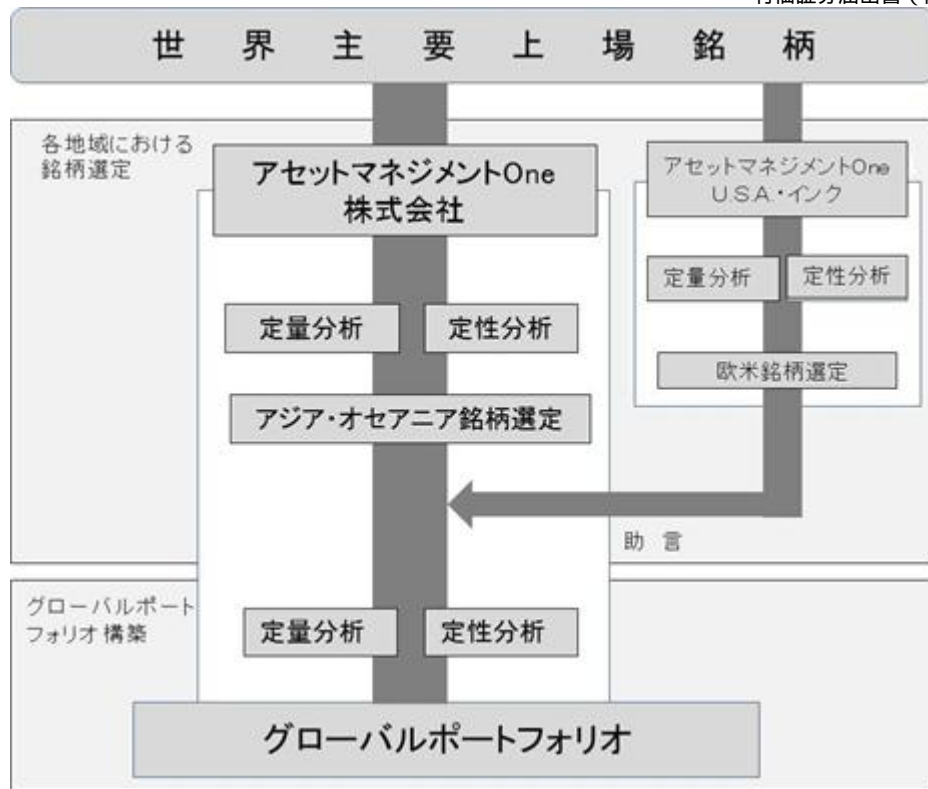 世界主要上場銘柄
各地域における
銘柄選定
アセットマネジメントOne
株式会社
アセットマネジメントOne
U.S.A.・インク
定量分析
定性分析
定量分析
定性分析
欧米銘柄選定
アジア・オセアニア銘柄選定
助言
グローバルポート
フォリオ構築
定量分析
定性分析
グローバルポートフォリオ